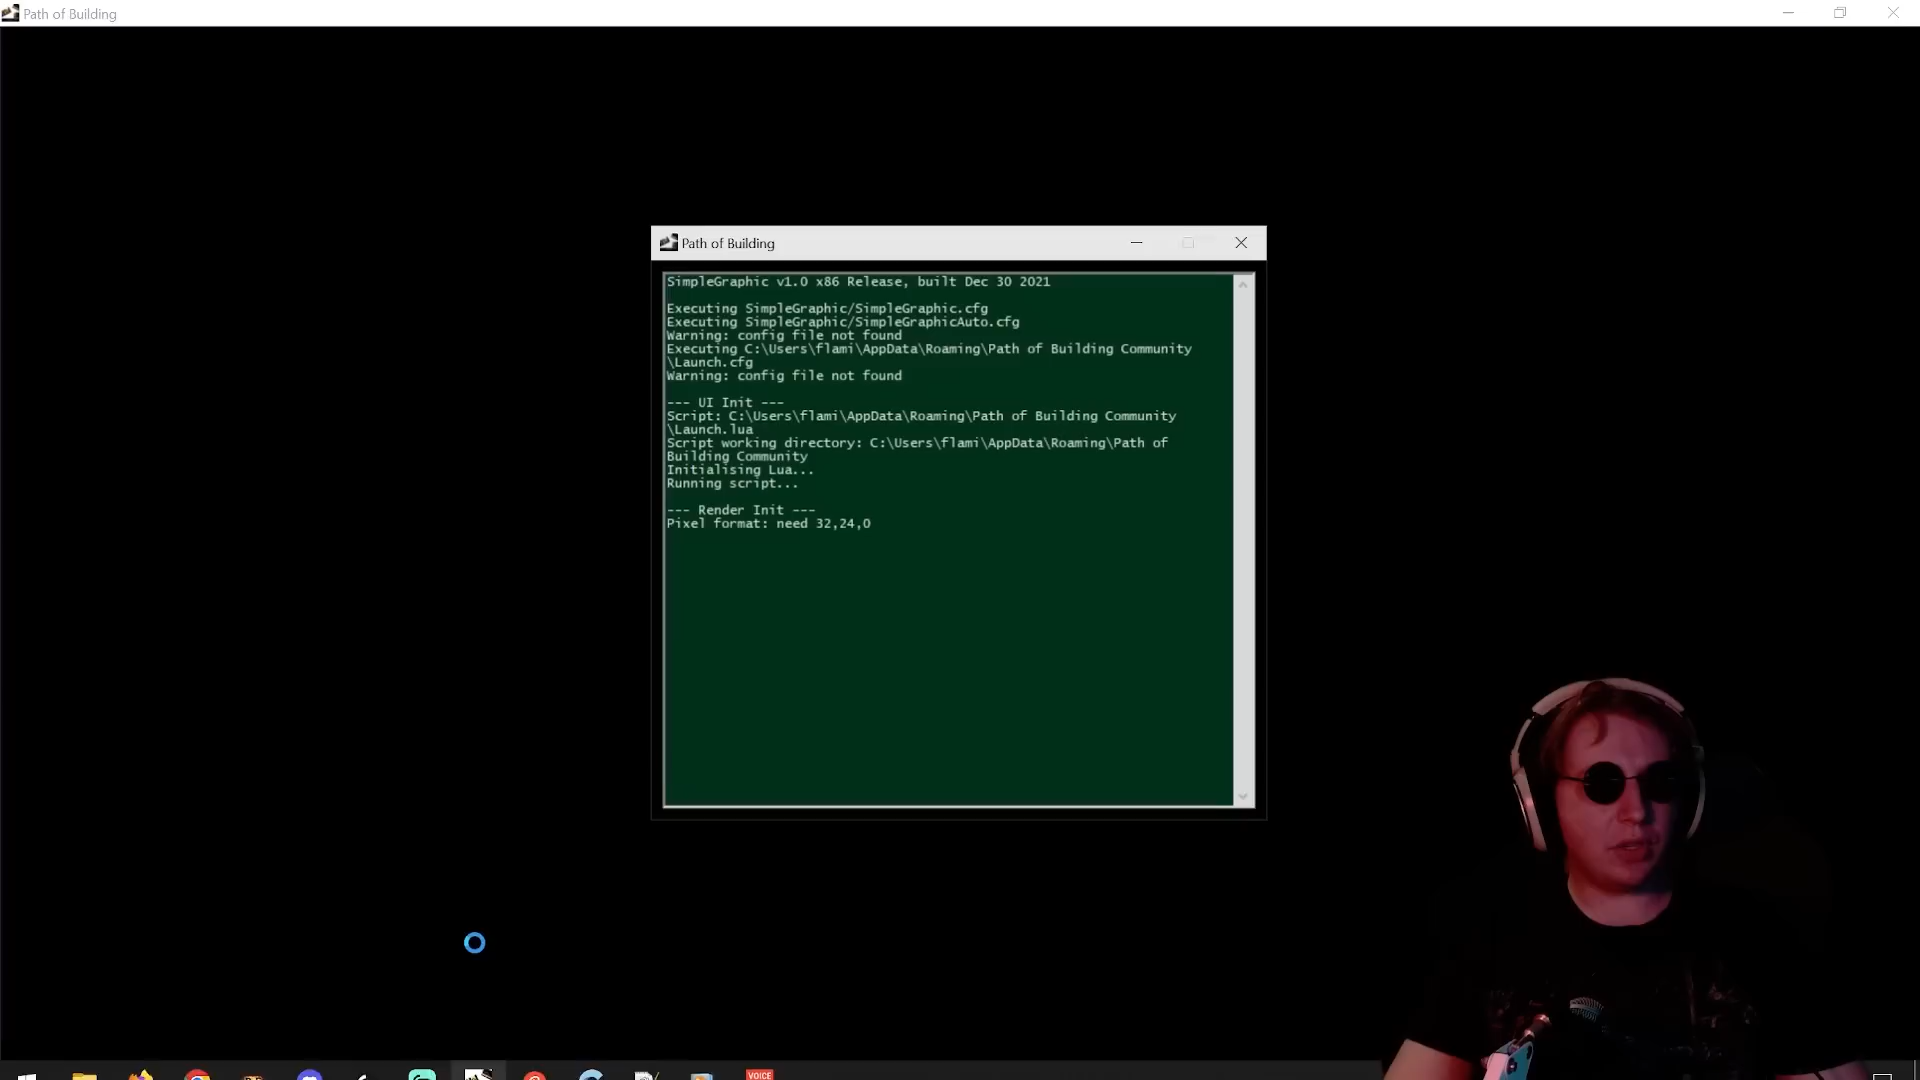 Path of Building
Path of Building
SimpleGraphic v1.0 x86 Release, built Dec 30 2021
Executing SimpleGraphic/SimpleGraphic.cfg
Executing SimpleGraphic/SimpleGraphicAuto.cfg
Warning: config file not found
Executing C:\Users\flami\AppData\Roaming\Path of Building Community
\Launch.cfg
Warning: config file not found
--- UI Init ---
Script: C:\Users\flami\AppData\Roaming\Path of Building Community
\Launch.lua
Script working directory: C:\Users\flami\AppData\Roaming\Path of
Building Community
Initialising Lua...
Running script...
--- Render Init ---
Pixel format: need 32,24,0
VOICE